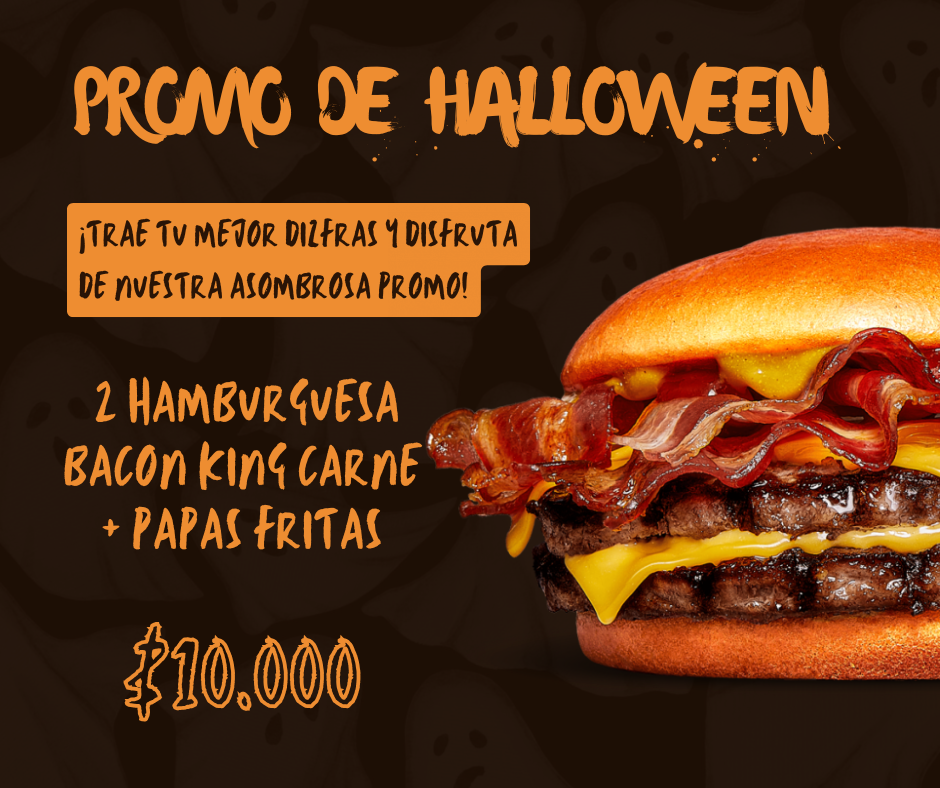 PROMO DE HALLOWEEN
¡TRAE TU MEJOR DIZFRAS Y DISFRUTA
DE NUESTRA ASOMBROSA PROMO!
2 HAMBURGUESA
BACON KING CARNE
+ PAPAS FRITAS
$10.000